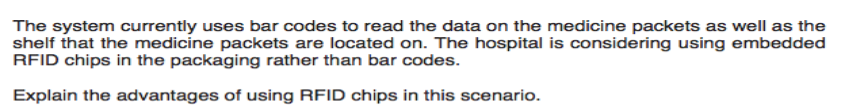 The system currently uses bar codes to read the data on the medicine packets as well as the
shelf that the medicine packets are located on. The hospital is considering using embedded
RFID chips in the packaging rather than bar codes.
Explain the advantages of using RFID chips in this scenario.